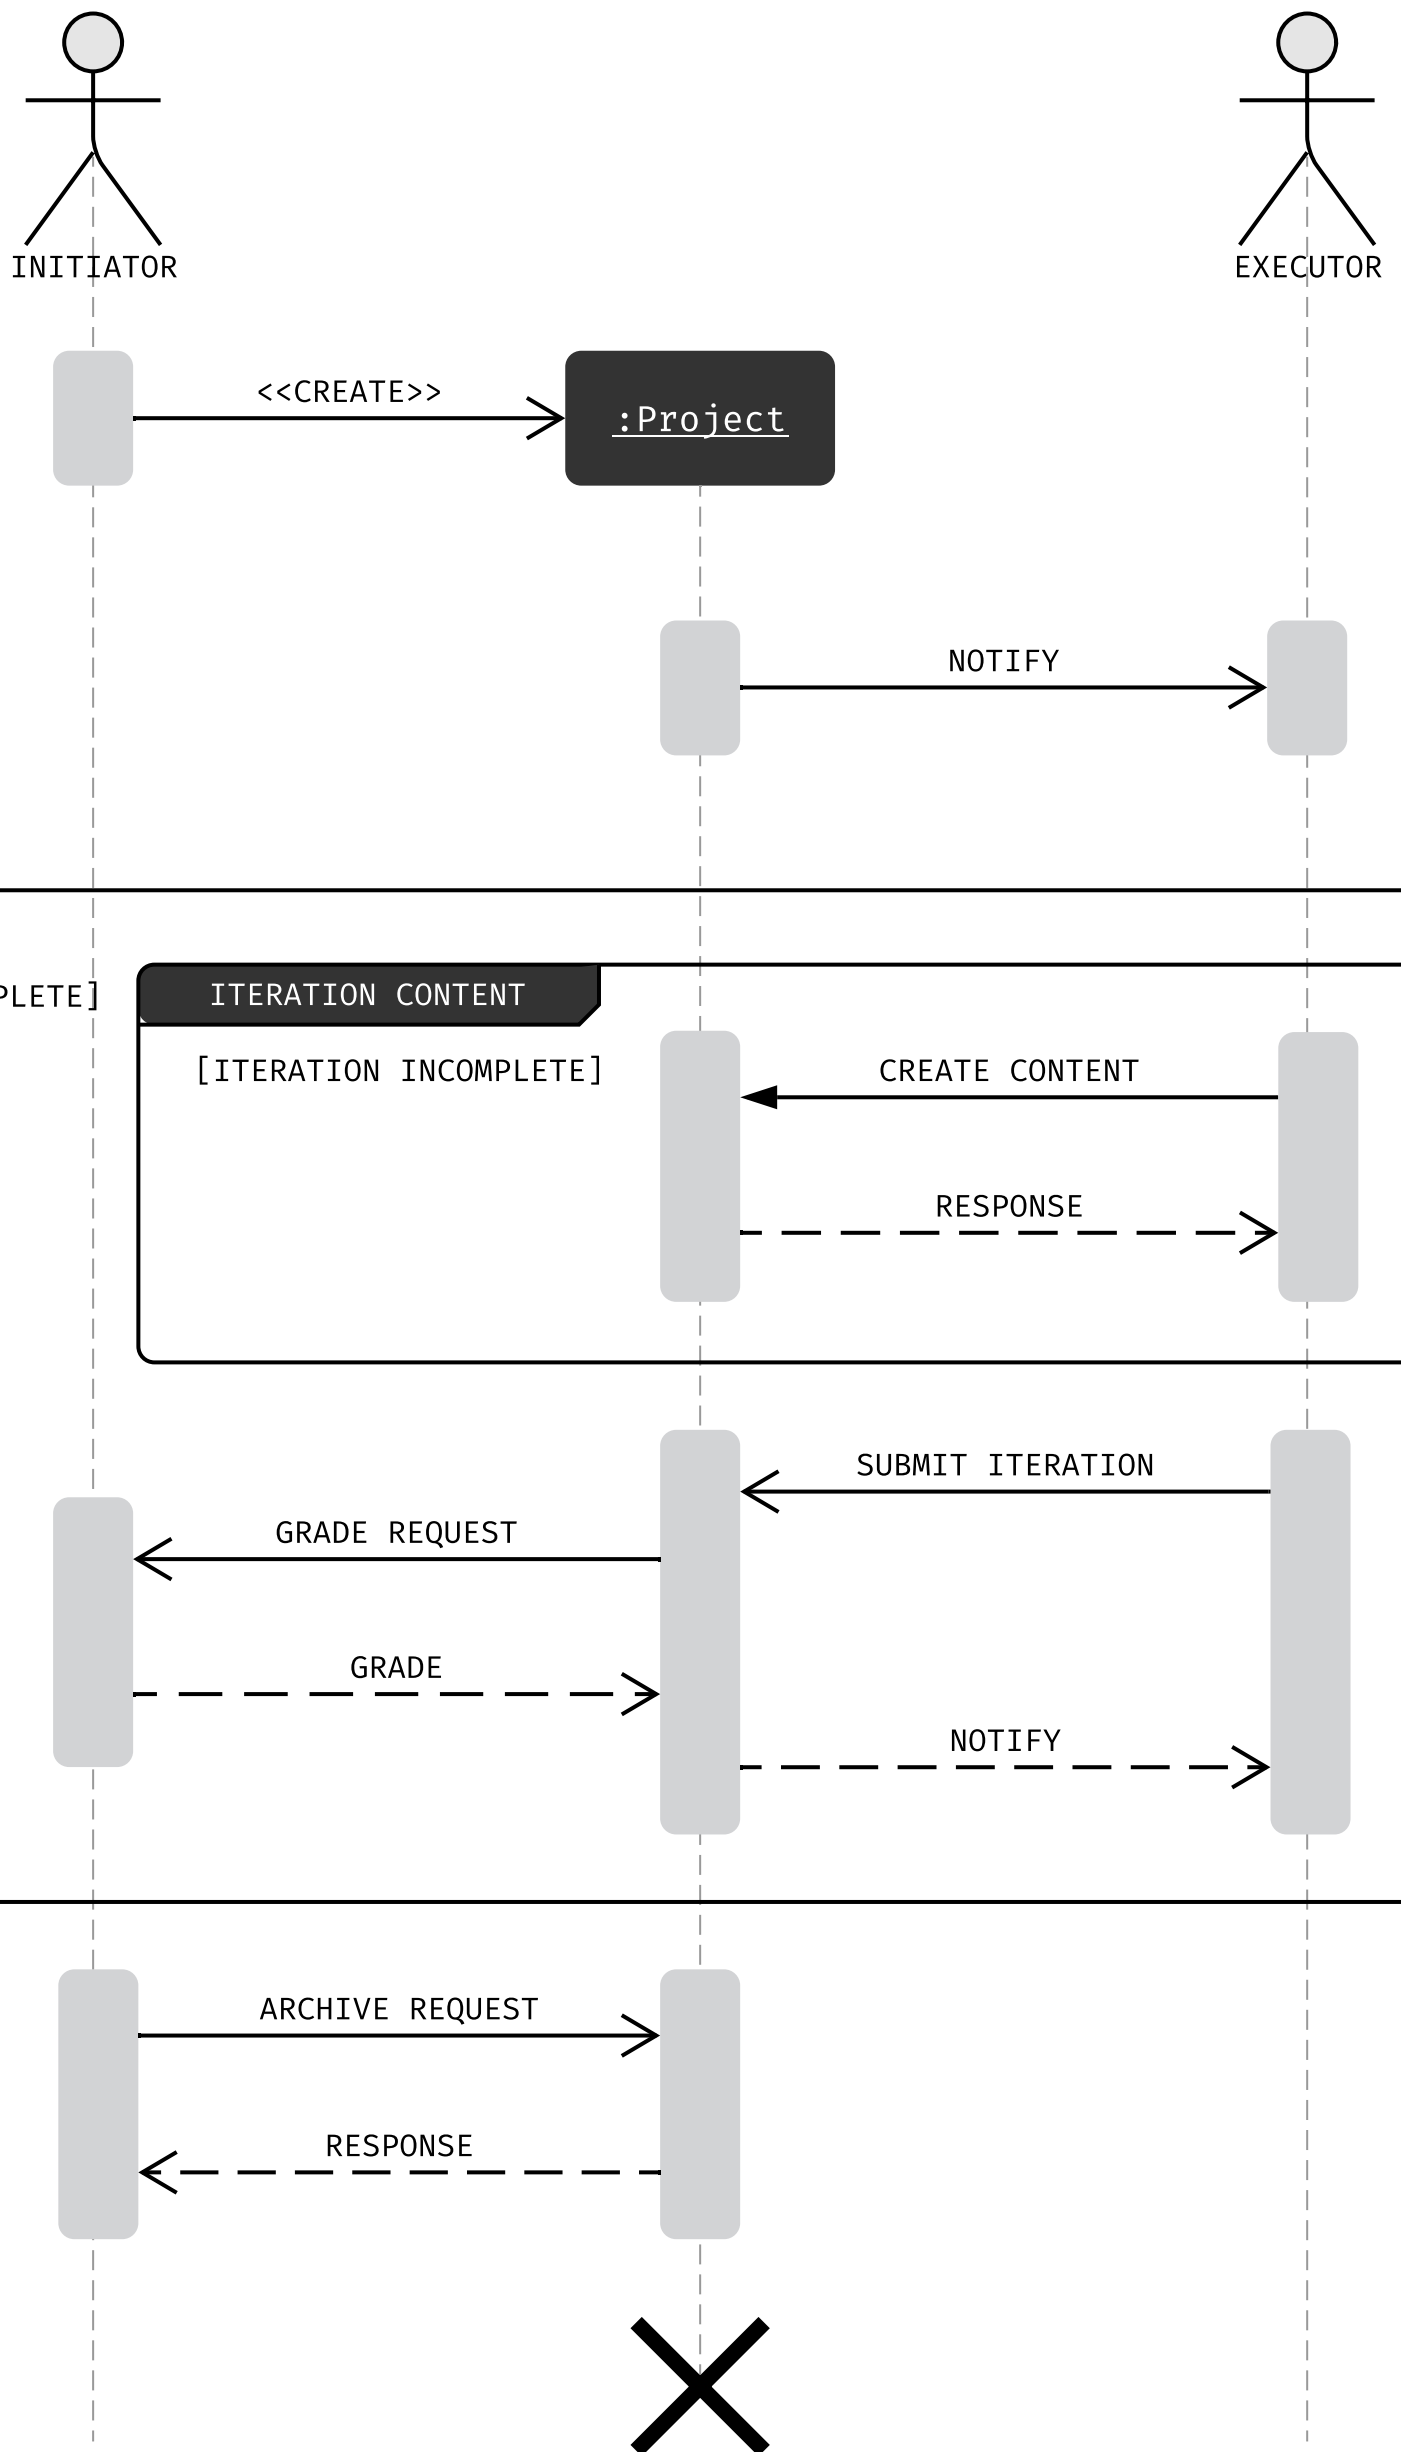 INITIATOR
EXECUTOR
<<CREATE>>
:Project
NOTIFY
PLETE]
ITERATION CONTENT
[ITERATION INCOMPLETE]
CREATE CONTENT
RESPONSE
SUBMIT ITERATION
GRADE REQUEST
GRADE
NOTIFY
ARCHIVE REQUEST
RESPONSE